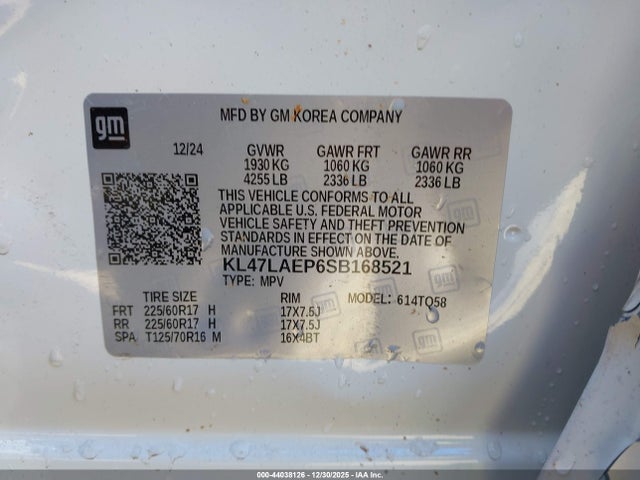 gm
MFD BY GM KOREA COMPANY
12/24 GVWR GAWR FRT GAWR RR
1930 KG 1060 KG 1060 KG
4255 LB 2336 LB 2336 LB
THIS VEHICLE CONFORMS TO ALL
APPLICABLE U.S. FEDERAL MOTOR
VEHICLE SAFETY AND THEFT PREVENTION
STANDARDS IN EFFECT ON THE DATE OF
MANUFACTURE SHOWN ABOVE.
KL47LAEP6SB168521
TYPE: MPV
TIRE SIZE RIM MODEL: 614TQ58
FRT 225/60R17 H 17X7.5J
RR 225/60R17 H 17X7.5J
SPA T125/70R16 M 16X4BT
000-44038126 - 12/30/2025 - IAAI.COM